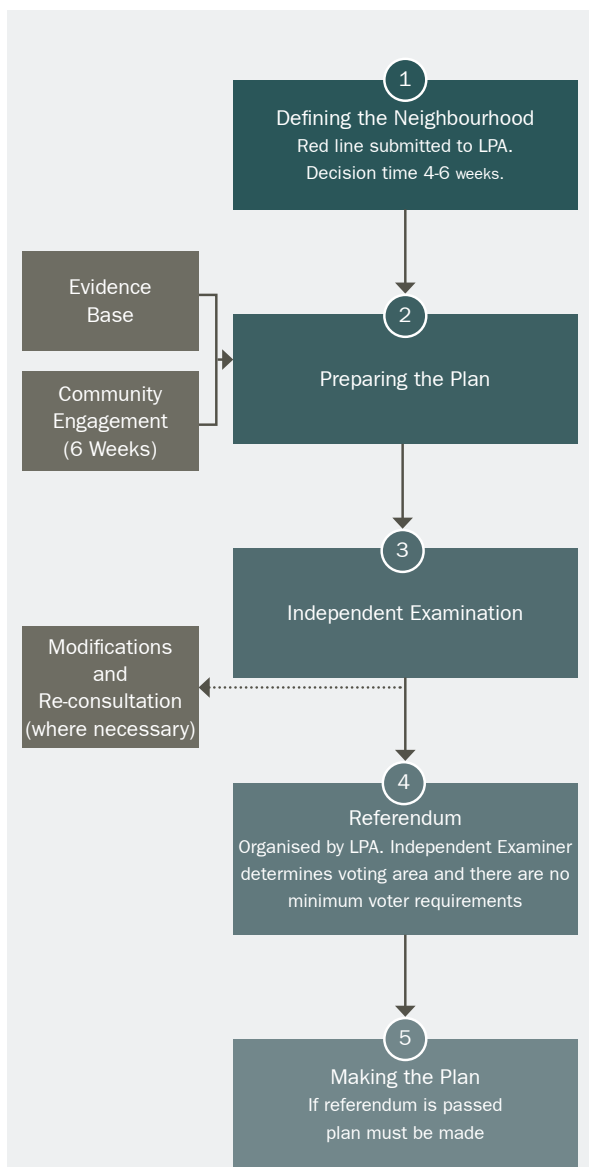 1
Defining the Neighbourhood
Red line submitted to LPA.
Decision time 4-6 weeks.
Evidence
Base
Community
Engagement
(6 Weeks)
2
Preparing the Plan
3
Independent Examination
Modifications
and
Re-consultation
(where necessary)
4
Referendum
Organised by LPA. Independent Examiner
determines voting area and there are no
minimum voter requirements
5
Making the Plan
If referendum is passed
plan must be made